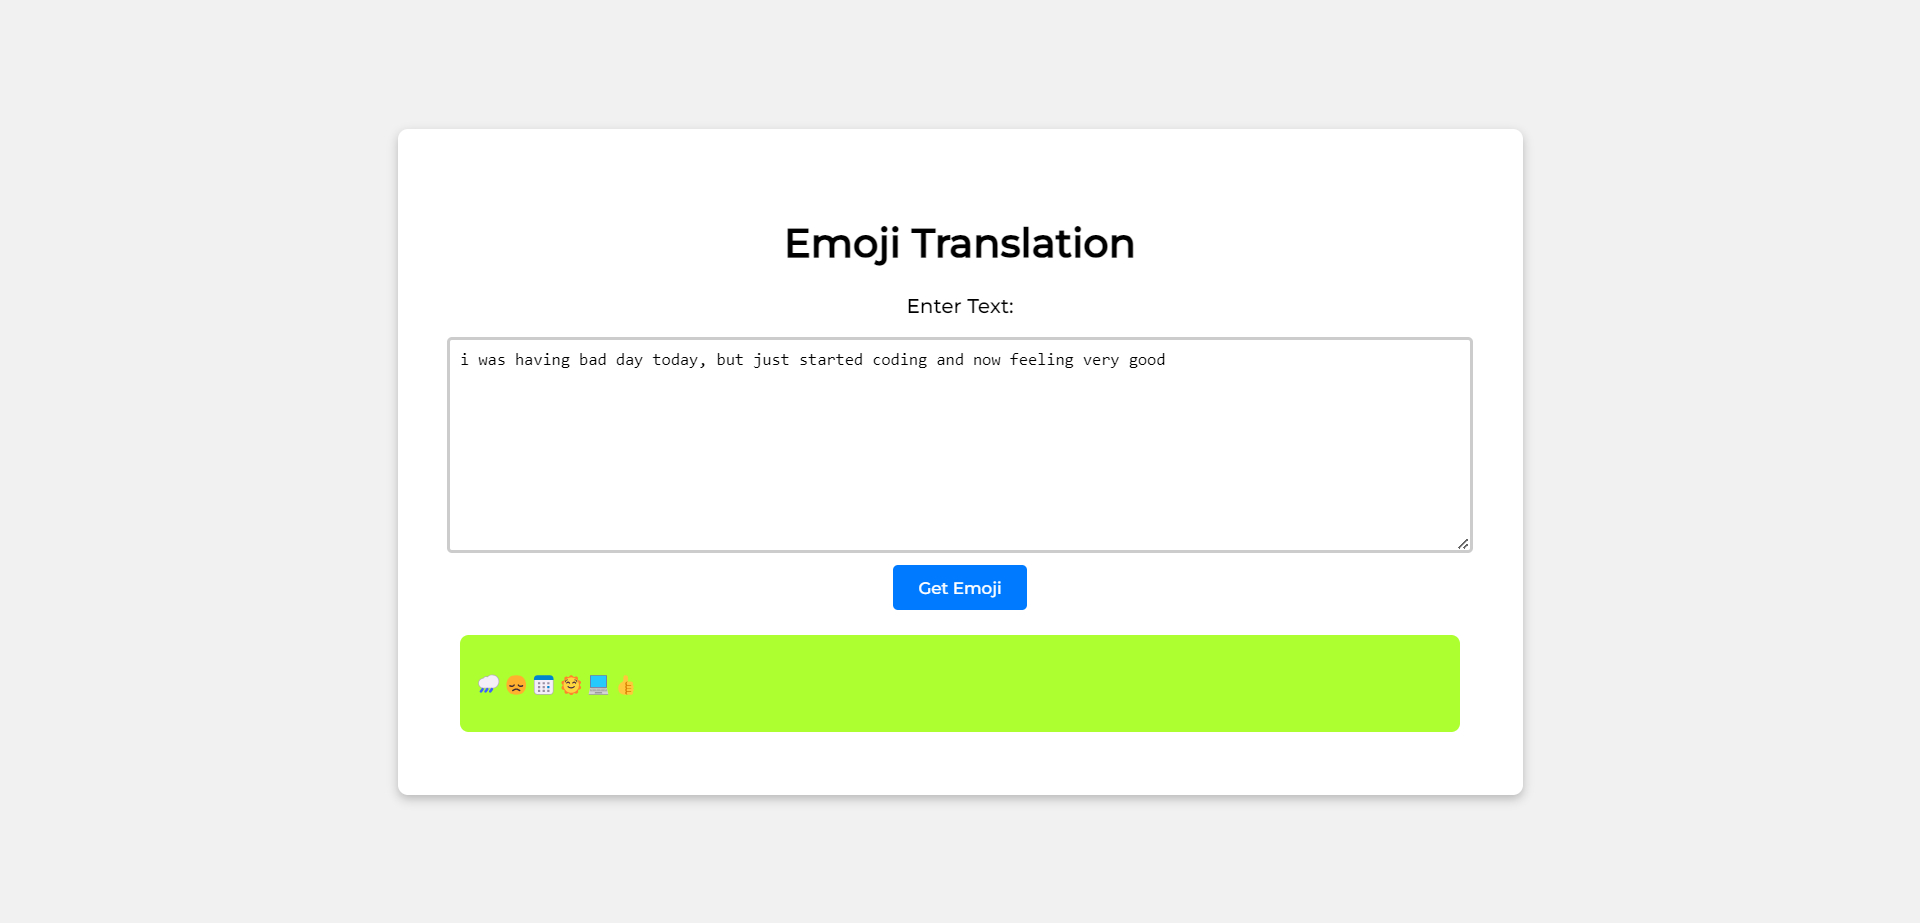 Emoji Translation
Enter Text:
i was having bad day today, but just started coding and now feeling very good
Get Emoji
🌧️ 😞 📅 🌞 💻 👍